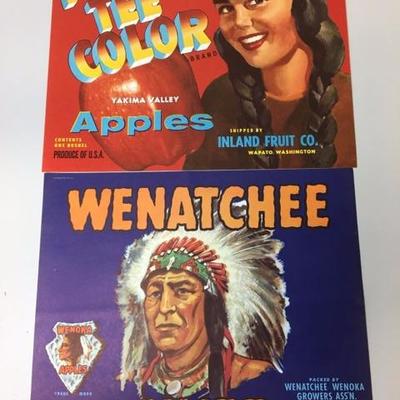 TEE
COLOR
BRAND
YAKIMA VALLEY
Apples
CONTENTS
ONE BUSHEL
PRODUCE OF U.S.A.
SHIPPED BY
INLAND FRUIT CO.
WAPATO, WASHINGTON
WENATCHEE
WENOKA
APPLES
TRADE MARK
PACKED BY
WENATCHEE WENOKA
GROWERS ASS'N.